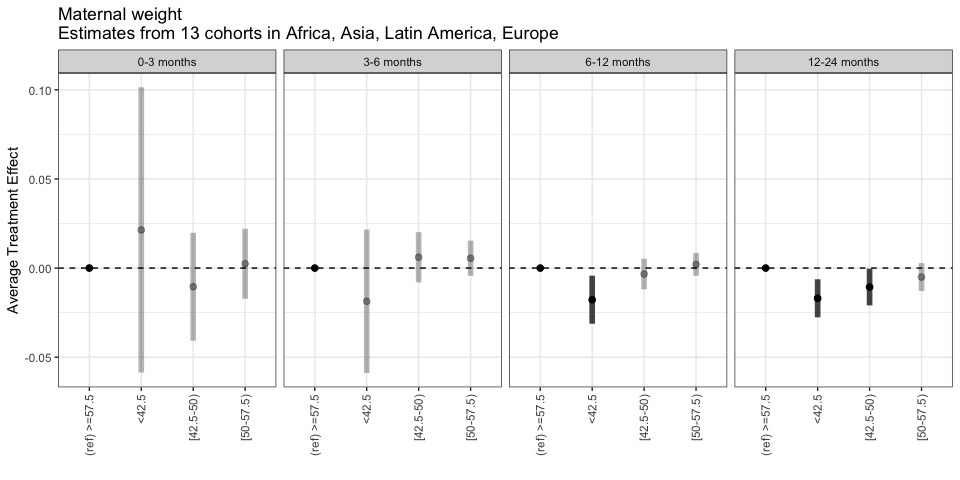 Maternal weight
Estimates from 13 cohorts in Africa, Asia, Latin America, Europe
0-3 months
3-6 months
6-12 months
12-24 months
Average Treatment Effect
0.10
0.05
0.00
-0.05
(ref) >=57.5
<42.5
[42.5-50)
[50-57.5)
(ref) >=57.5
<42.5
[42.5-50)
[50-57.5)
(ref) >=57.5
<42.5
[42.5-50)
[50-57.5)
(ref) >=57.5
<42.5
[42.5-50)
[50-57.5)